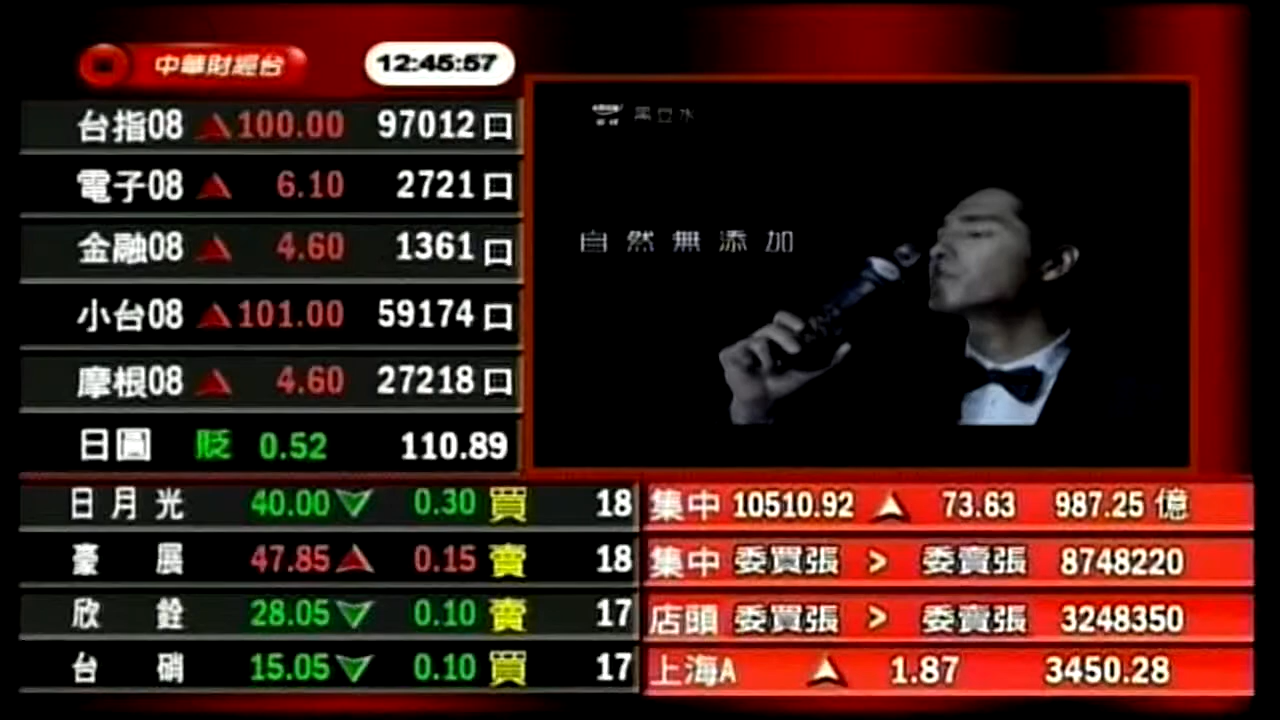 中華財經台 12:45:57
台指08 ▲100.00 97012口
電子08 ▲ 6.10 2721口
金融08 ▲ 4.60 1361口
小台08 ▲101.00 59174口
摩根08 ▲ 4.60 27218口
日圓 貶 0.52 110.89
黑豆水
自然無添加
日月光 40.00▽ 0.30 買 18
豪展 47.85▲ 0.15 賣 18
欣銓 28.05▽ 0.10 賣 17
台硝 15.05▽ 0.10 買 17
集中 10510.92 ▲ 73.63 987.25 億
集中 委買張 > 委賣張 8748220
店頭 委買張 > 委賣張 3248350
上海A ▲ 1.87 3450.28